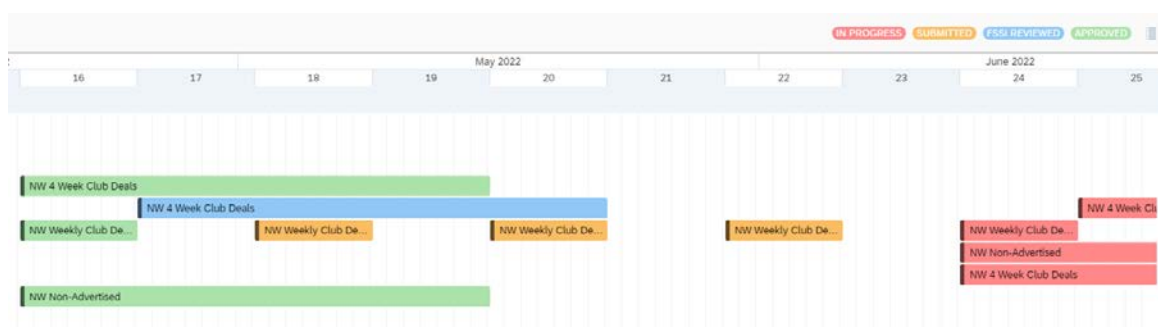 IN PROGRESS SUBMITTED FSSI REVIEWED APPROVED
May 2022 June 2022
16 17 18 19 20 21 22 23 24 25
NW 4 Week Club Deals
NW 4 Week Club Deals NW 4 Week Clu
NW Weekly Club De... NW Weekly Club De... NW Weekly Club De... NW Weekly Club De... NW Weekly Club De...
NW Non-Advertised
NW 4 Week Club Deals
NW Non-Advertised